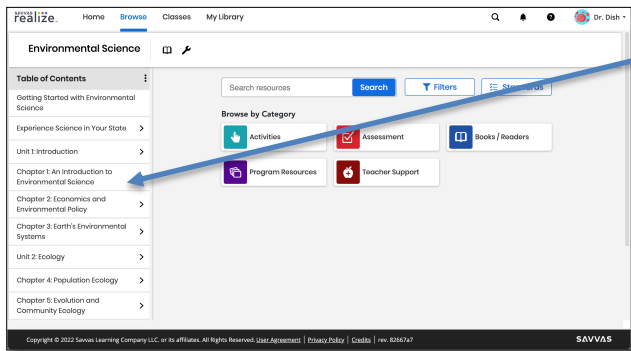 savvas
realize.
Home Browse Classes My Library
Dr. Dish
Environmental Science
Table of Contents
Getting Started with Environmental
Science
Experience Science in Your State
Unit 1: Introduction
Chapter 1: An Introduction to
Environmental Science
Chapter 2: Economics and
Environmental Policy
Chapter 3: Earth's Environmental
Systems
Unit 2: Ecology
Chapter 4: Population Ecology
Chapter 5: Evolution and
Community Ecology
Search resources Search Filters Standards
Browse by Category
Activities Assessment Books / Readers
Program Resources Teacher Support
Copyright © 2022 Savvas Learning Company LLC. or its affiliates. All Rights Reserved. User Agreement | Privacy Policy | Credits | rev. 82667a7
SAVVAS